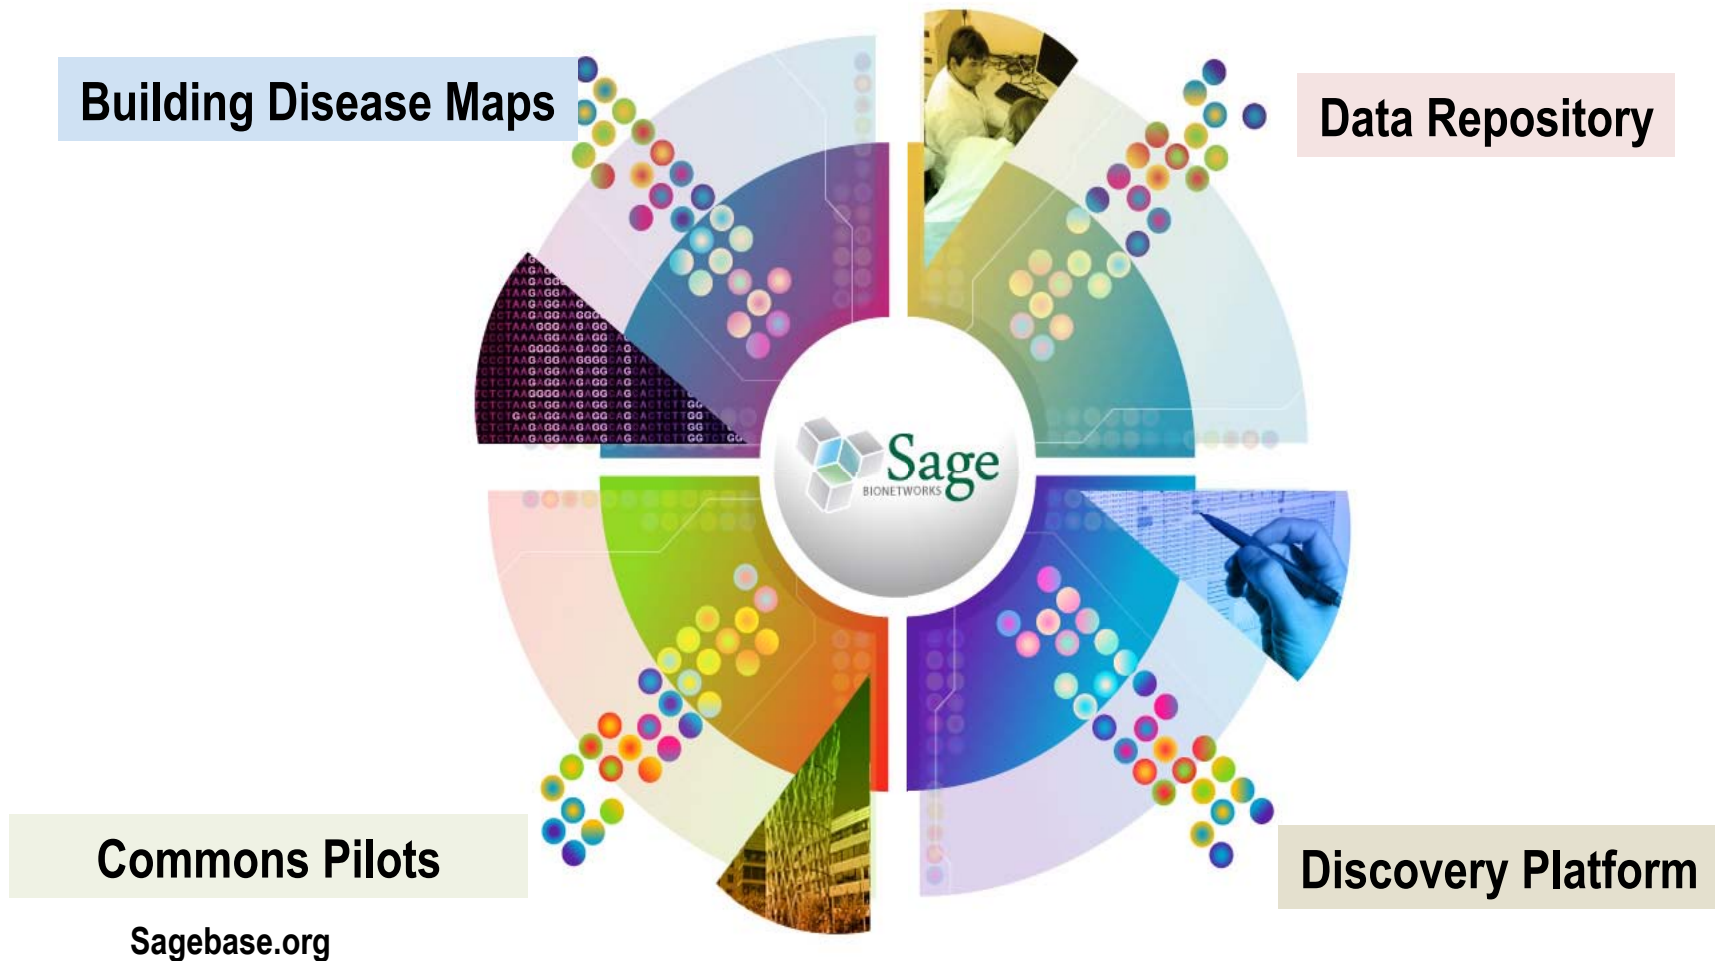 Building Disease Maps
Data Repository
Sage
BIONETWORKS
Commons Pilots
Discovery Platform
Sagebase.org